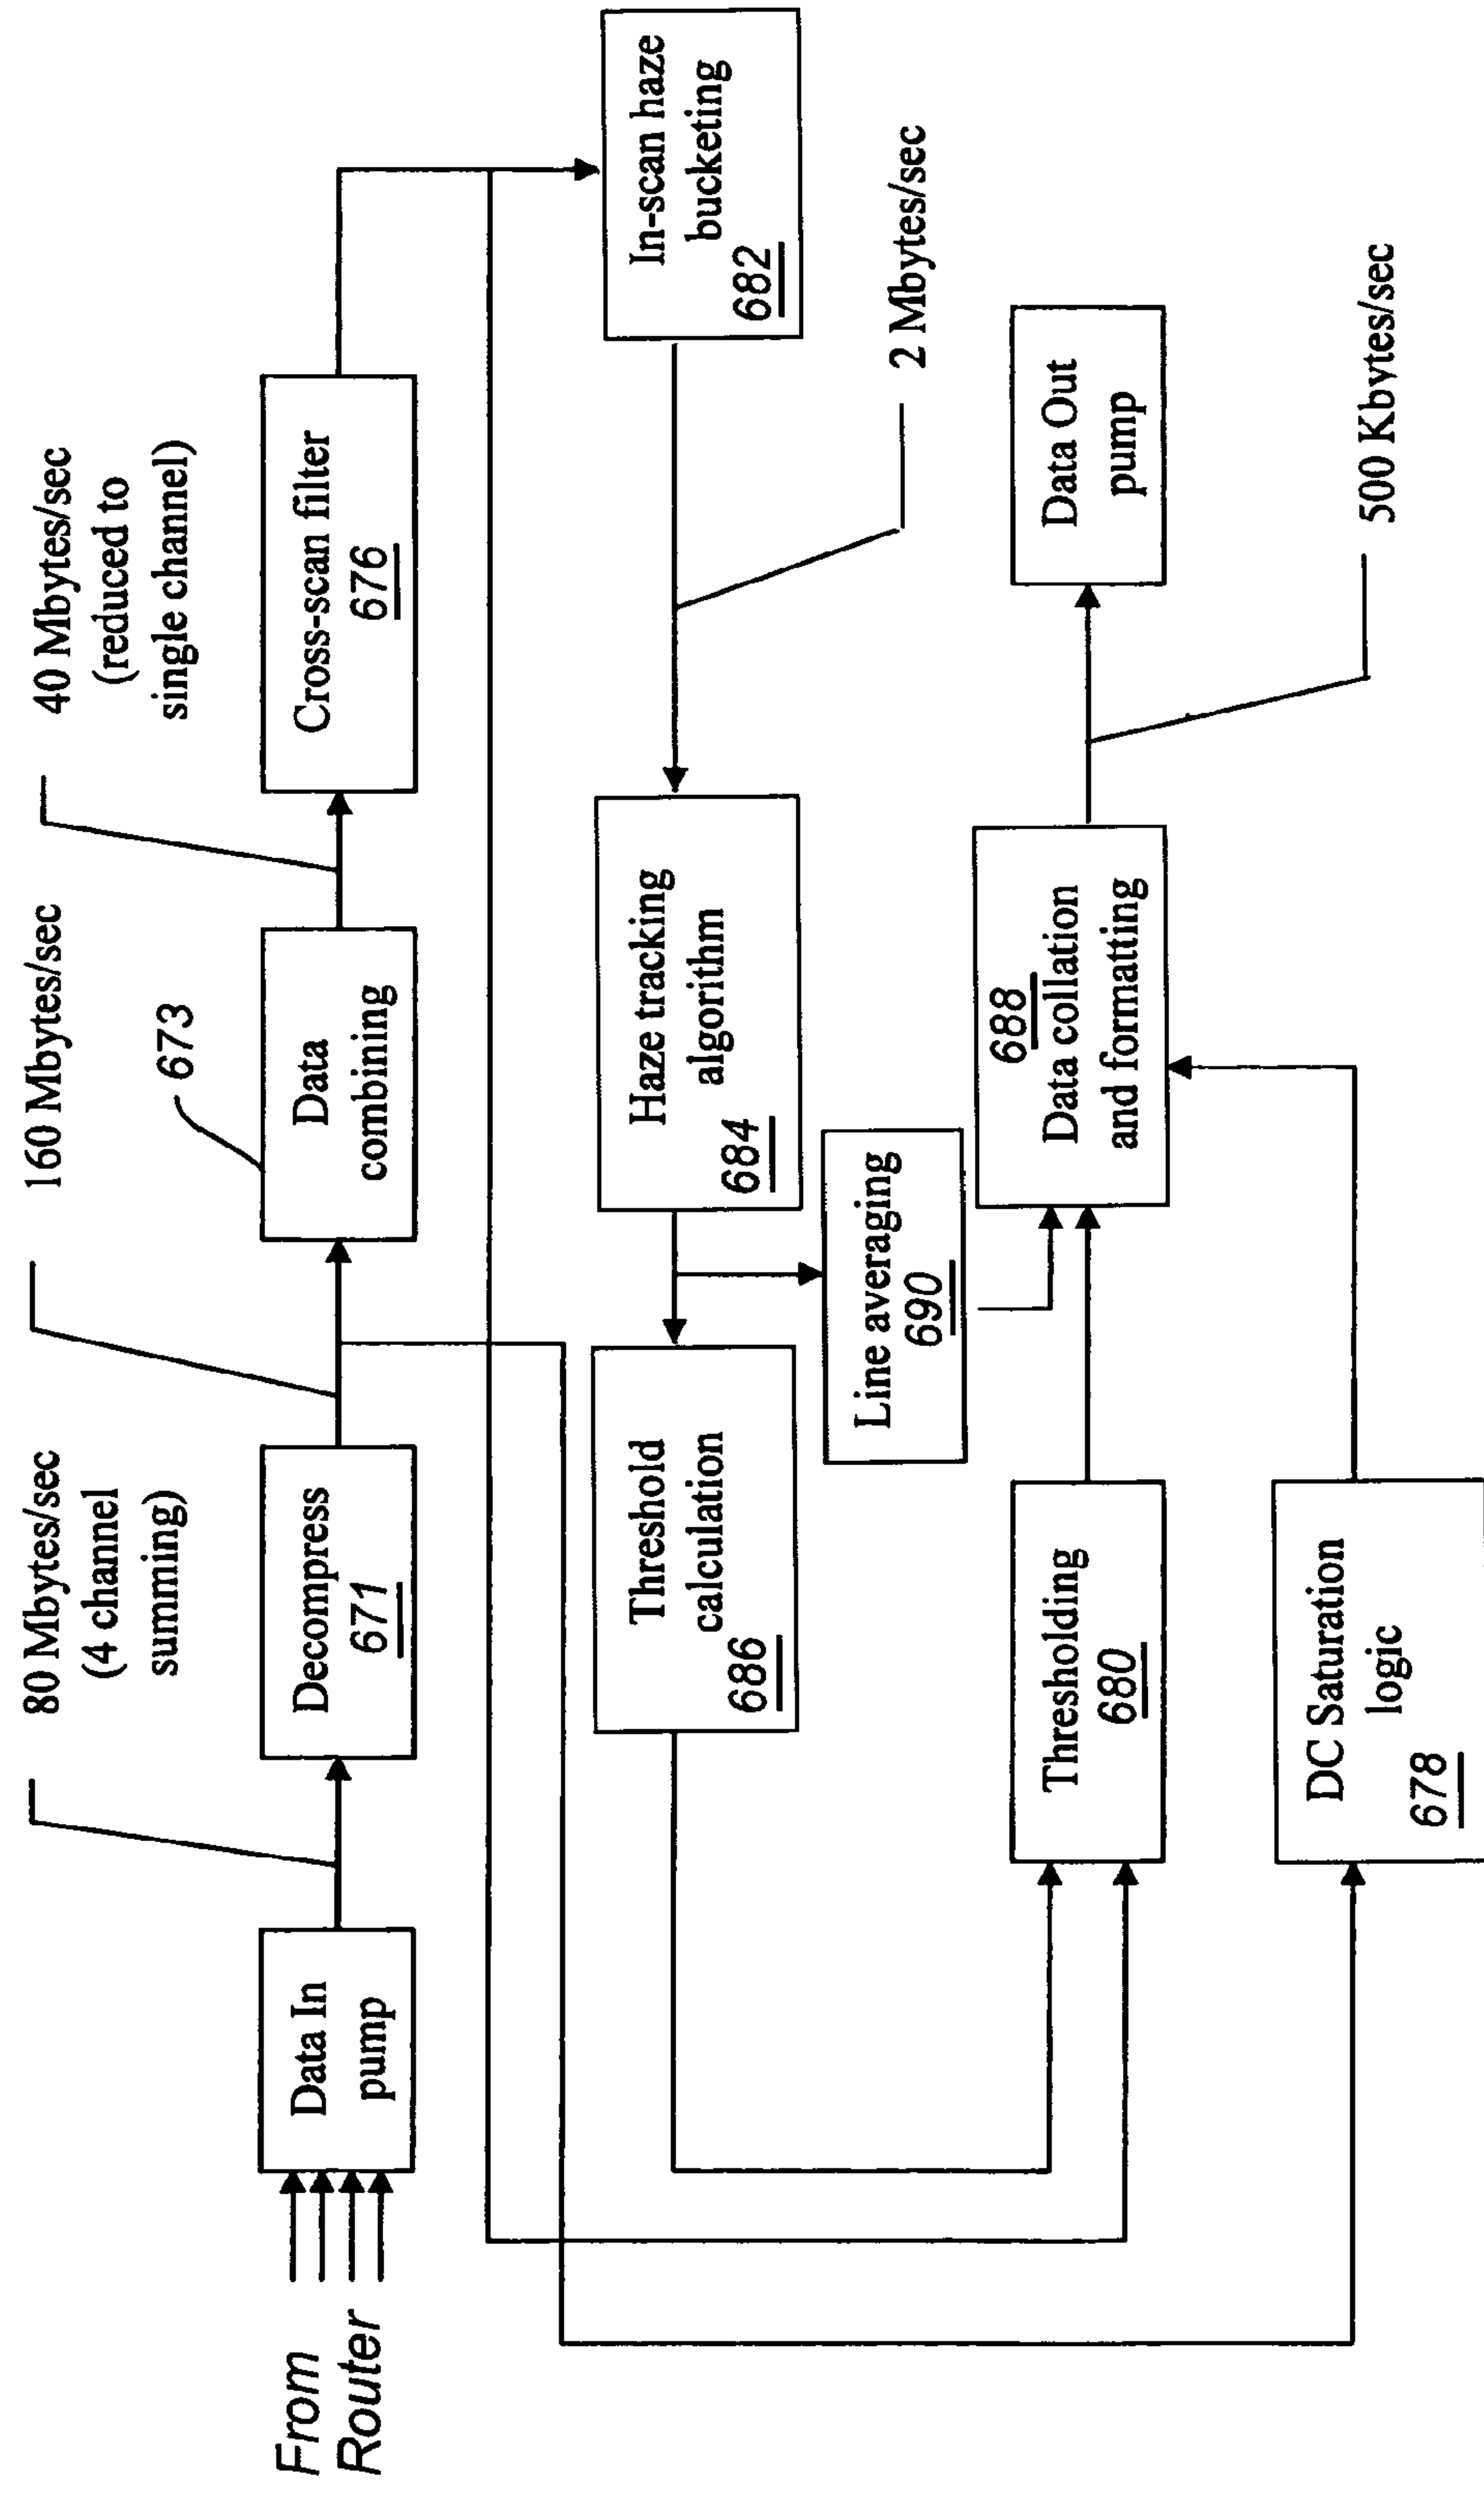 80 Mbytes/sec
(4 channel
summing)
160 Mbytes/sec
40 Mbytes/sec
(reduced to
single channel)
673
From
Router
Data In
pump
Decompress
671
Data
combining
Cross-scan filter
676
Threshold
calculation
686
Haze tracking
algorithm
684
In-scan haze
bucketing
682
Line averaging
690
2 Mbytes/sec
Thresholding
680
688
Data collation
and formatting
Data Out
pump
DC Saturation
logic
678
500 Kbytes/sec